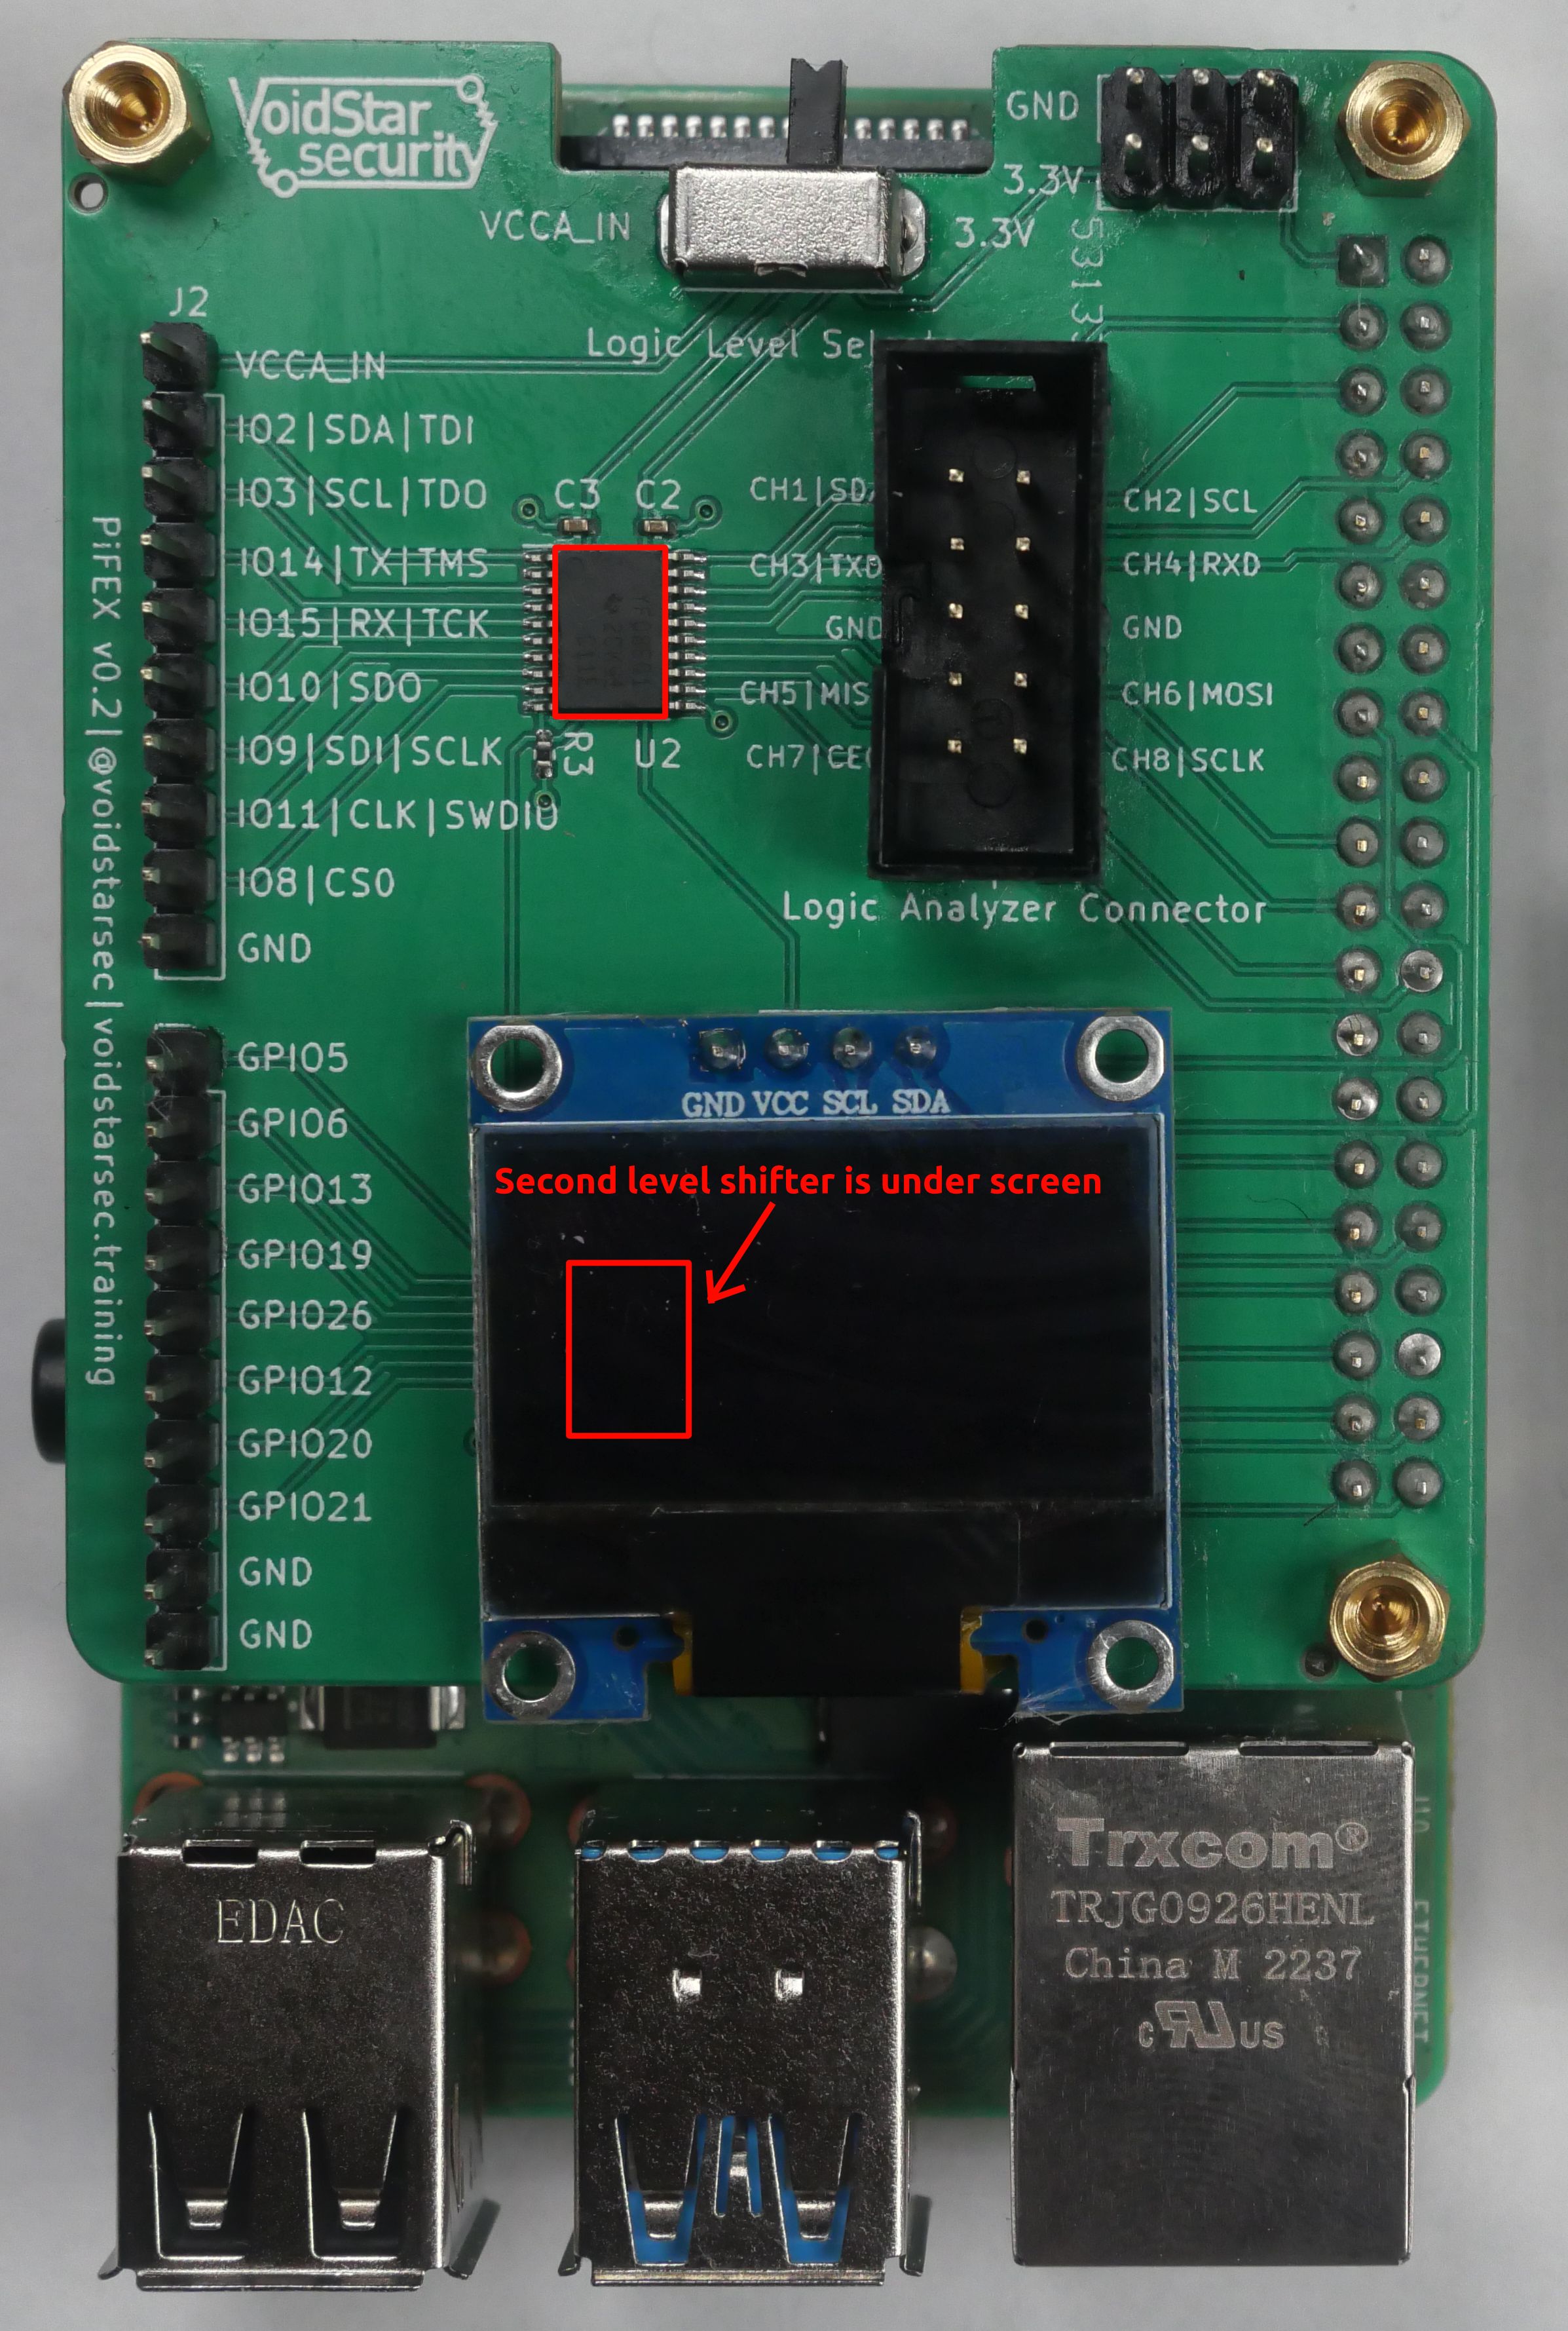 VoidStar
security
GND
3.3V
VCCA_IN
3.3V
J2
Logic Level Sel
VCCA_IN
IO2|SDA|TDI
IO3|SCL|TDO
IO14|TX|TMS
IO15|RX|TCK
IO10|SDO
IO9|SDI|SCLK
IO11|CLK|SWDIO
IO8|CS0
GND
C3
C2
R3
U2
CH1|SDA
CH2|SCL
CH3|TXD
CH4|RXD
GND
GND
CH5|MIS
CH6|MOSI
CH7|CE
CH8|SCLK
Logic Analyzer Connector
PiFEX v0.2|@voidstarsec|voidstarsec.training
GPIO5
GPIO6
GPIO13
GPIO19
GPIO26
GPIO12
GPIO20
GPIO21
GND
GND
GND VCC SCL SDA
Second level shifter is under screen
EDAC
Trxcom®
TRJG0926HENL
China M 2237
c RU US
ETHERNET